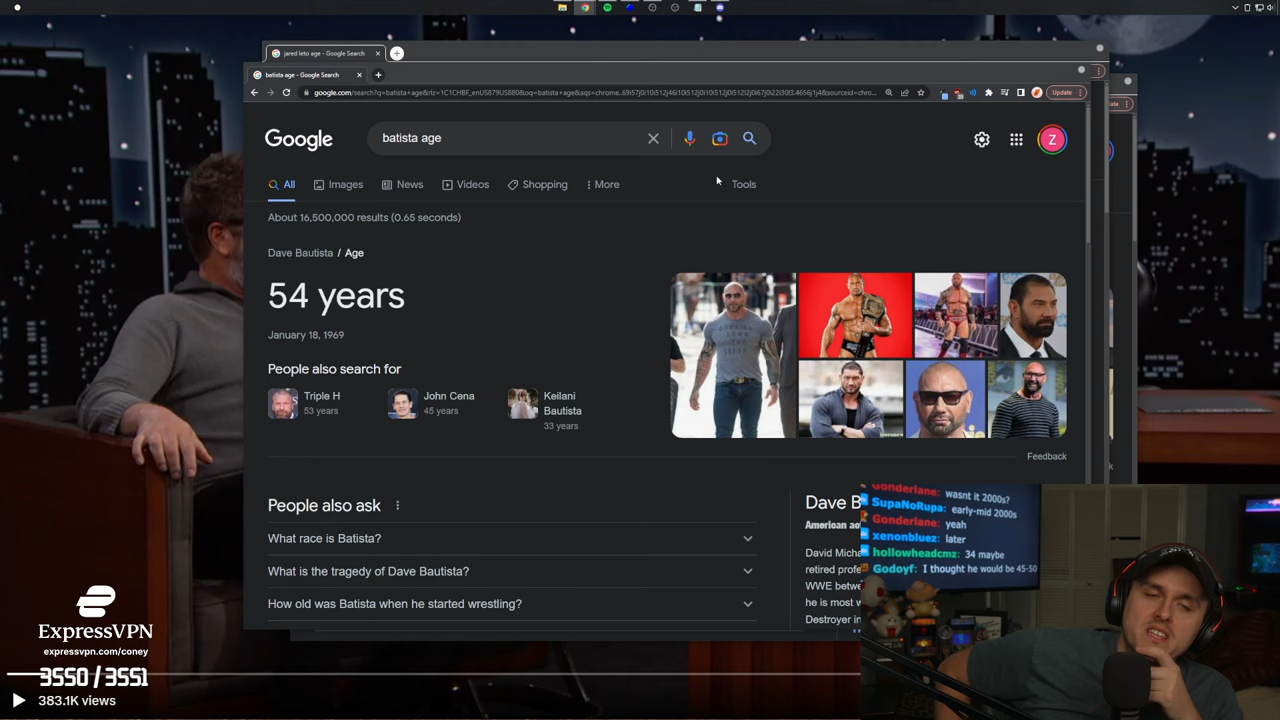 jared leto age - Google Search
batista age - Google Search
Update
Google
batista age
Z
All
Images
News
Videos
Shopping
More
Tools
About 16,500,000 results (0.65 seconds)
Dave Bautista / Age
54 years
January 18, 1969
People also search for
Triple H
53 years
John Cena
45 years
Keilani
Bautista
33 years
Feedback
People also ask
What race is Batista?
What is the tragedy of Dave Bautista?
How old was Batista when he started wrestling?
Dave B
American
David Micha
retired profe
WWE betwe
he is most w
Destroyer in
Gonderlane: wasnt it 2000s?
SupaNoRupa: early-mid 2000s
Gonderlane: yeah
xenonbluez: later
hollowheadcmz: 34 maybe
Godoyf: I thought he would be 45-50
ExpressVPN
expressvpn.com/coney
3550 / 3551
383.1K views